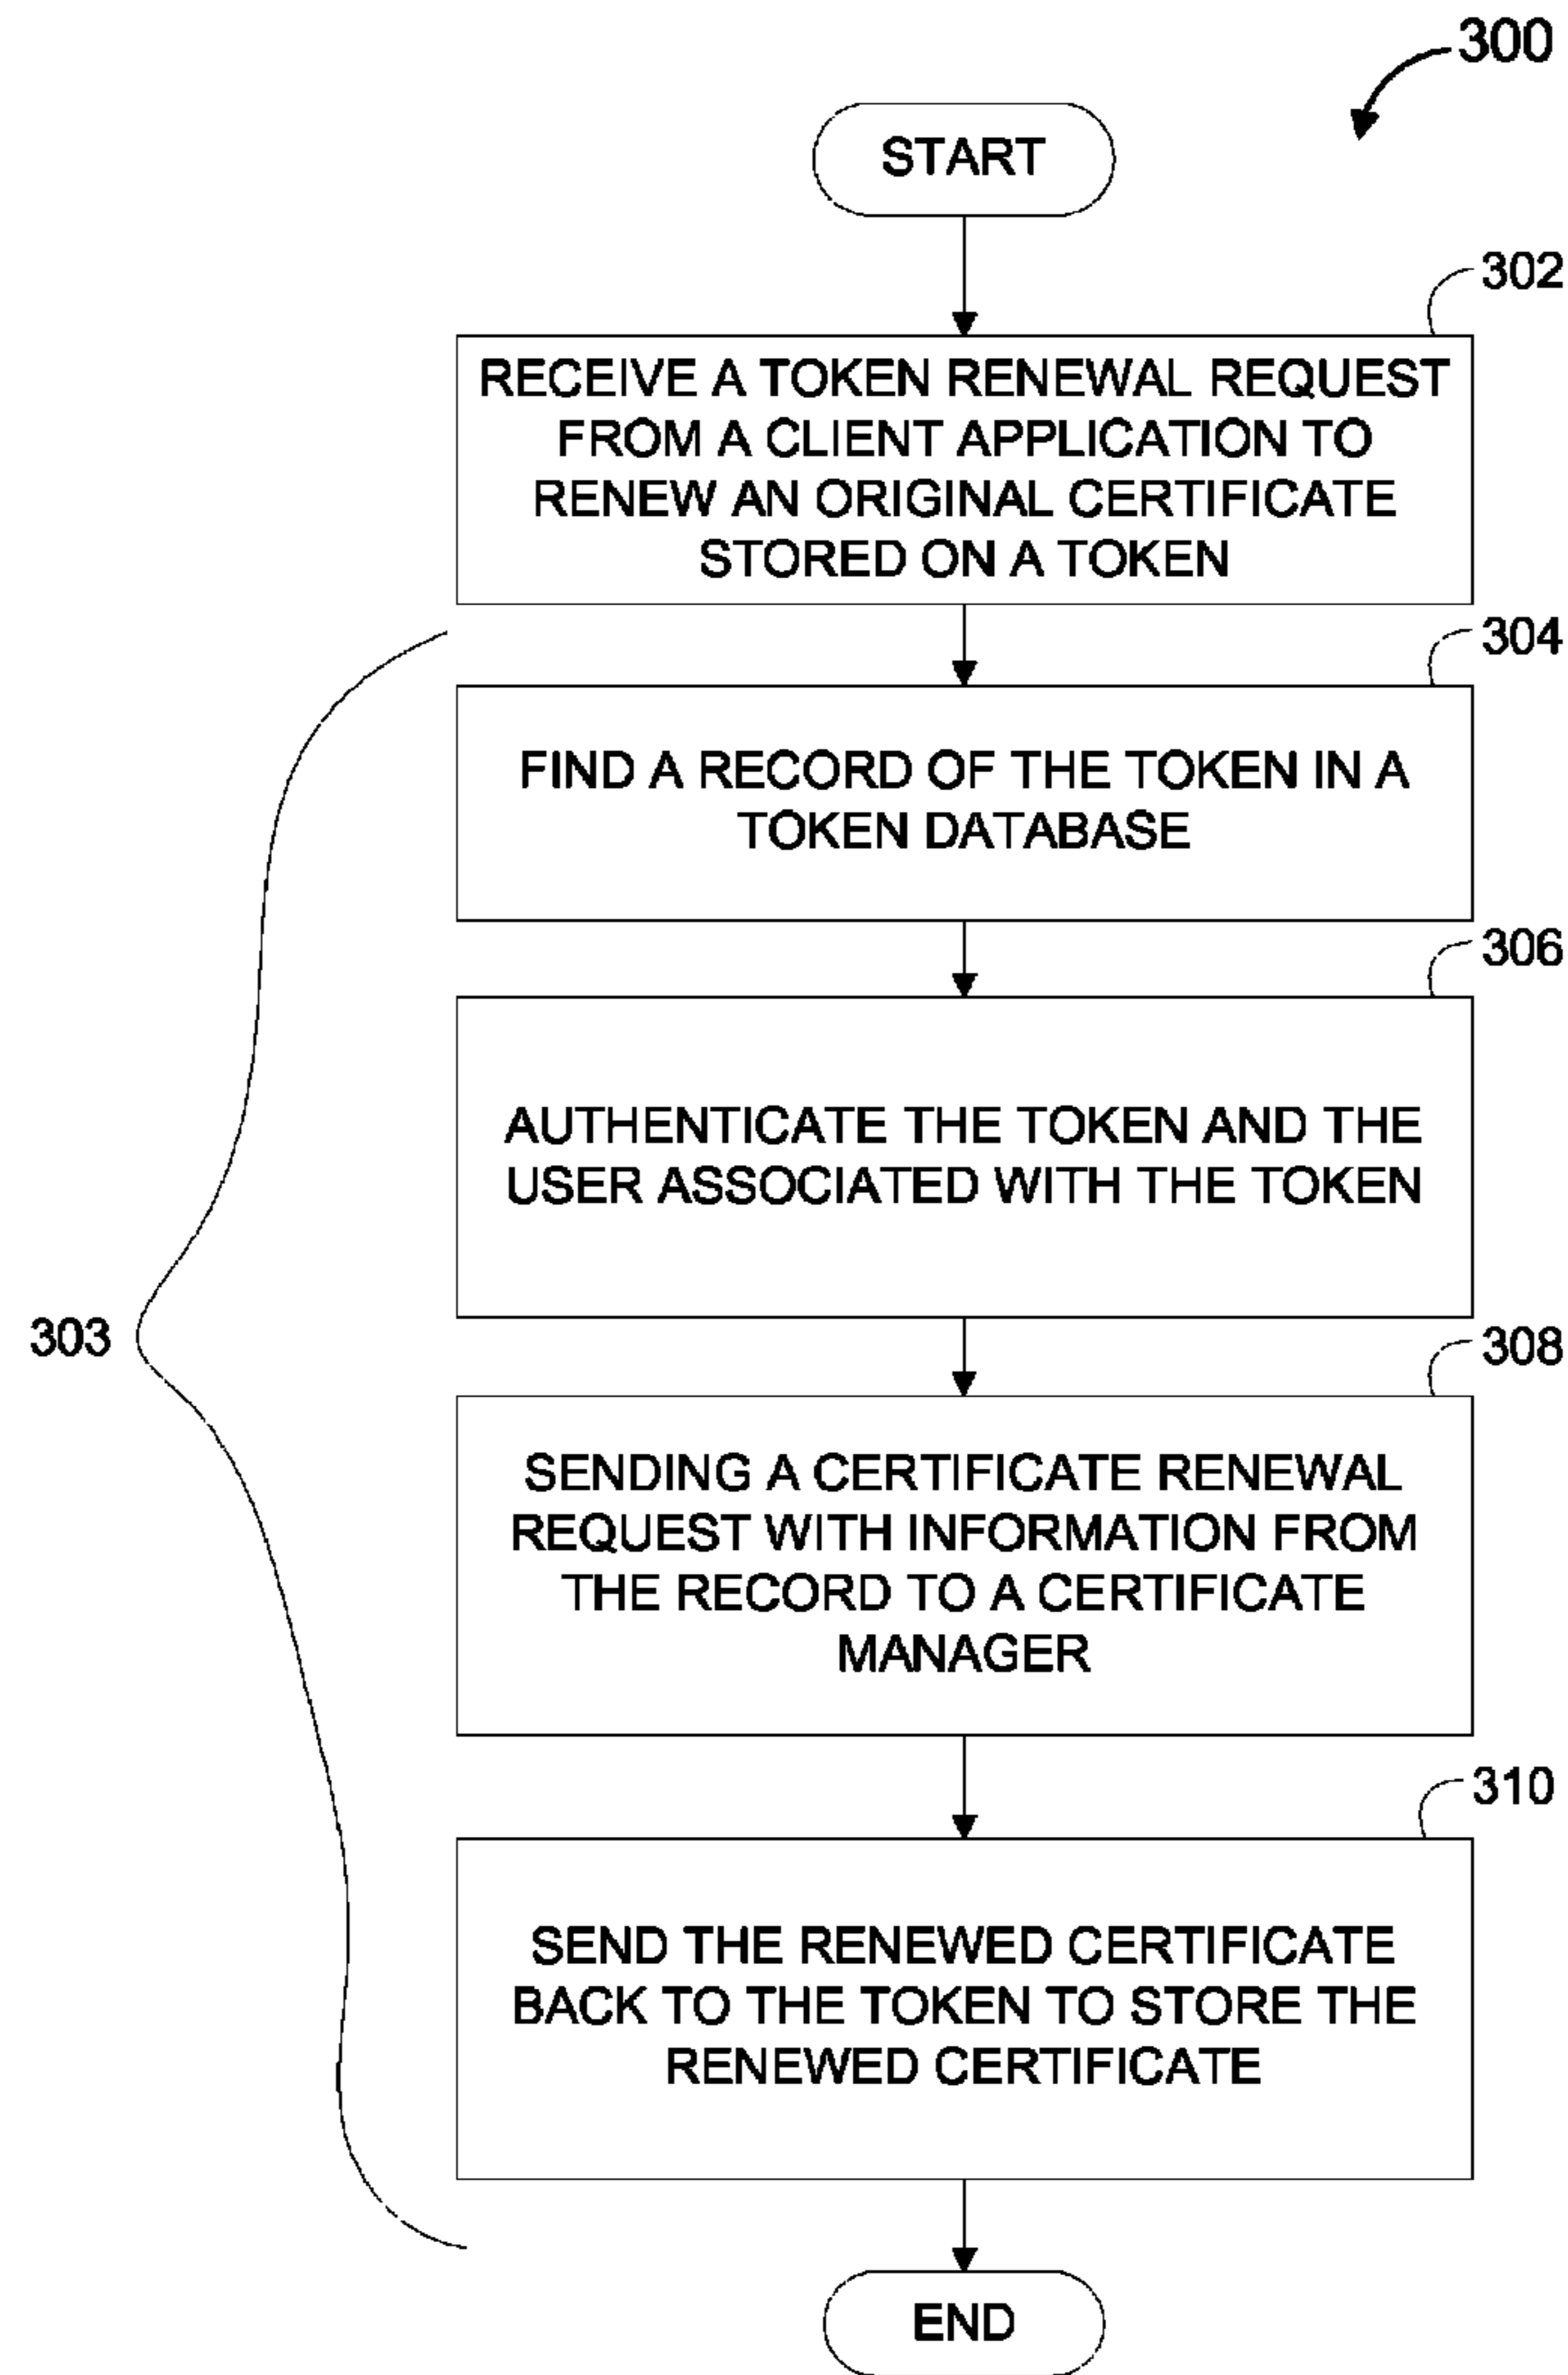 300
START
302
RECEIVE A TOKEN RENEWAL REQUEST
FROM A CLIENT APPLICATION TO
RENEW AN ORIGINAL CERTIFICATE
STORED ON A TOKEN
304
FIND A RECORD OF THE TOKEN IN A
TOKEN DATABASE
306
AUTHENTICATE THE TOKEN AND THE
USER ASSOCIATED WITH THE TOKEN
303
308
SENDING A CERTIFICATE RENEWAL
REQUEST WITH INFORMATION FROM
THE RECORD TO A CERTIFICATE
MANAGER
310
SEND THE RENEWED CERTIFICATE
BACK TO THE TOKEN TO STORE THE
RENEWED CERTIFICATE
END